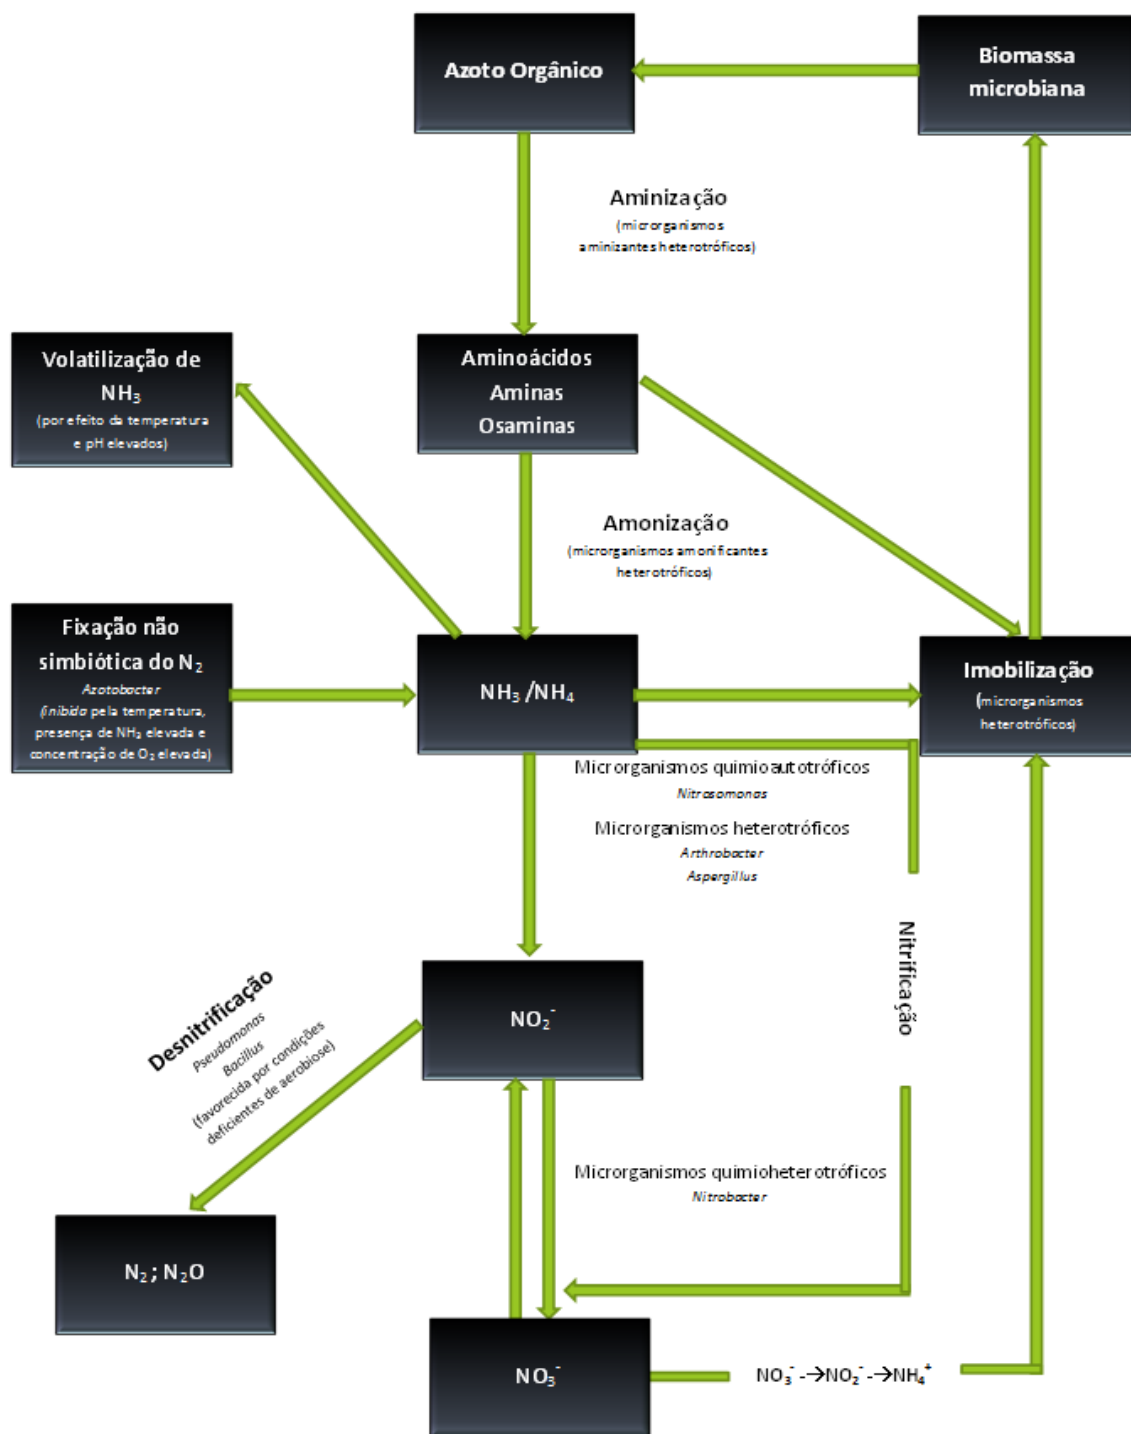 Azoto Orgânico
Biomassa
microbiana
Aminização
(microrganismos
aminizantes heterotróficos)
Volatilização de
NH₃
(por efeito da temperatura
e pH elevados)
Aminoácidos
Aminas
Osaminas
Amonização
(microrganismos amonificantes
heterotróficos)
Fixação não
simbiótica do N₂
Azotobacter
(inibida pela temperatura,
presença de NH₃ elevada e
concentração de O₂ elevada)
NH₃ /NH₄
Imobilização
(microrganismos
heterotróficos)
Microrganismos quimioautotróficos
Nitrosomonas
Microrganismos heterotróficos
Arthrobacter
Aspergillus
Nitrificação
NO₂⁻
Desnitrificação
Pseudomonas
Bacillus
(favorecida por condições
deficientes de aerobiose)
Microrganismos quimioheterotróficos
Nitrobacter
N₂ ; N₂O
NO₃⁻
NO₃⁻ -→NO₂⁻ -→NH₄⁺